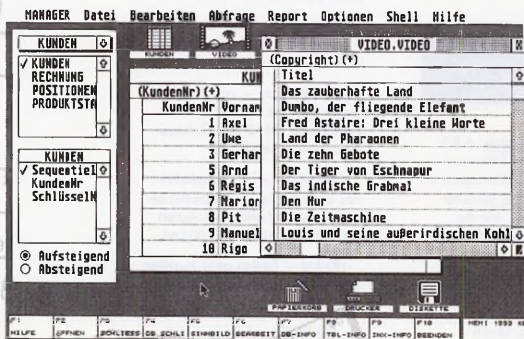 MANAGER Datei Bearbeiten Abfrage Report Optionen Shell Hilfe
KUNDEN
✓ KUNDEN
RECHNUNG
POSITIONEN
PRODUKTSTA
KUNDEN
✓ Sequentiel
KundenNr
SchlüsselN
Aufsteigend
Absteigend
KUNDEN
VIDEO
KUN
(KundenNr) (+)
KundenNr Vornam
1 Axel
2 Uwe
3 Gerhar
5 Arnd
6 Régis
7 Marior
8 Pit
9 Manuel
10 Rigo
VIDEO.VIDEO
(Copyright) (+)
Titel
Das zauberhafte Land
Dumbo, der fliegende Elefant
Fred Astaire: Drei kleine Worte
Land der Pharaonen
Die zehn Gebote
Der Tiger von Eschnapur
Das indische Grabmal
Ben Hur
Die Zeitmaschine
Louis und seine außerirdischen Kohl
PAPIERKORB
DRUCKER
DISKETTE
F1 F2 F3 F4 F5 F6 F7 F8 F9 F10
HILFE ÖFFNEN SCHLIESS DB SCHLI SINNBILD BEARBEIT DB-INFO TBL-INFO INX-INFO BEENDEN